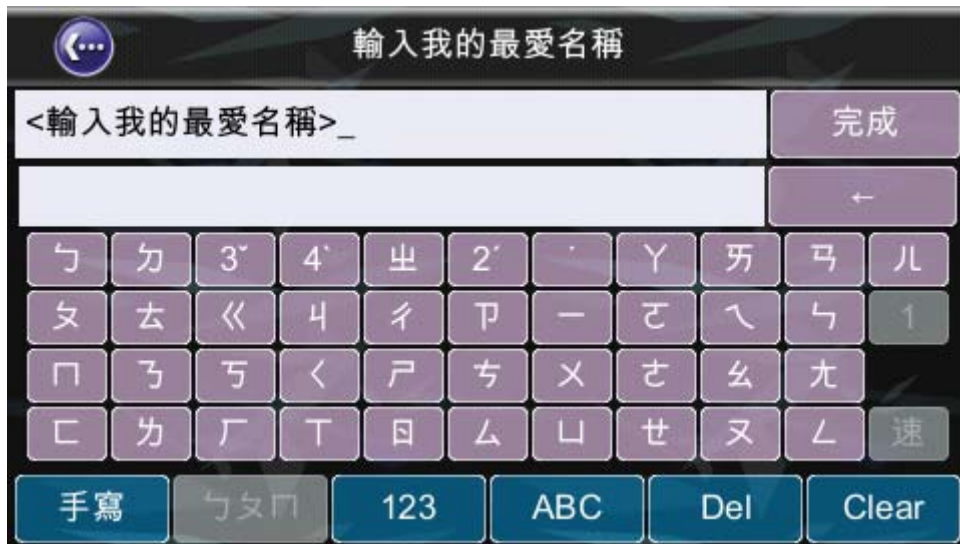 輸入我的最愛名稱
<輸入我的最愛名稱>_ 完成
←
ㄅ ㄉ 3ˇ 4ˋ ㄓ 2ˊ ˙ ㄚ ㄞ ㄢ ㄦ
ㄆ ㄊ ㄍ ㄐ ㄔ ㄗ ㄧ ㄛ ㄟ ㄣ 1
ㄇ ㄋ ㄎ ㄑ ㄕ ㄘ ㄨ ㄜ ㄠ ㄤ
ㄈ ㄌ ㄏ ㄒ ㄖ ㄙ ㄩ ㄝ ㄡ ㄥ 速
手寫 ㄅㄆㄇ 123 ABC Del Clear